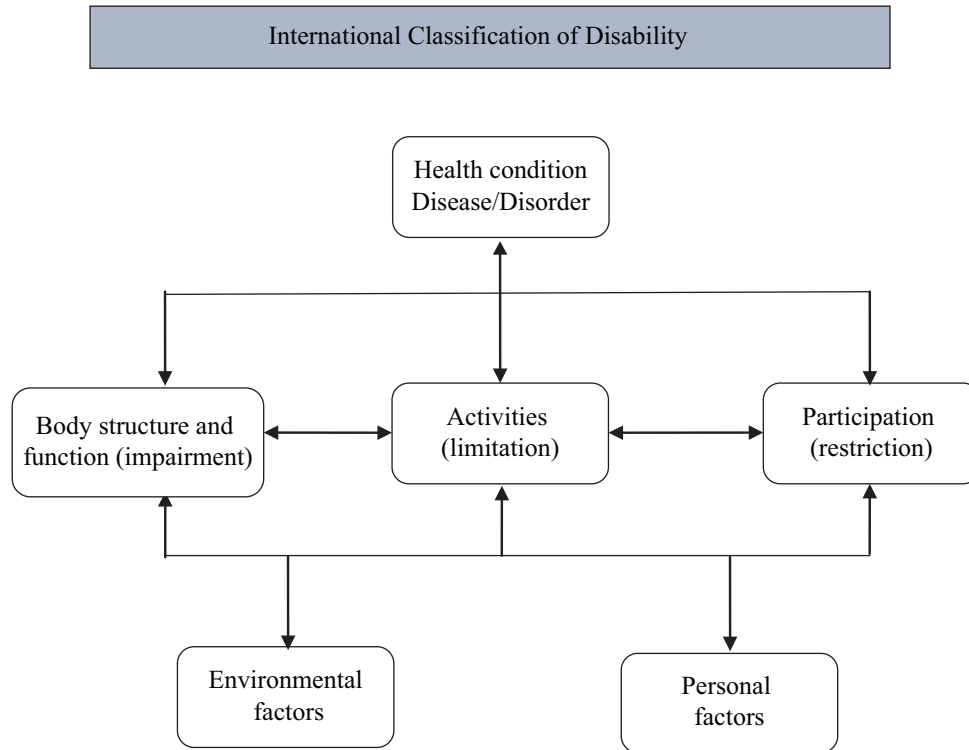 International Classification of Disability
Health condition
Disease/Disorder
Body structure and
function (impairment)
Activities
(limitation)
Participation
(restriction)
Environmental
factors
Personal
factors